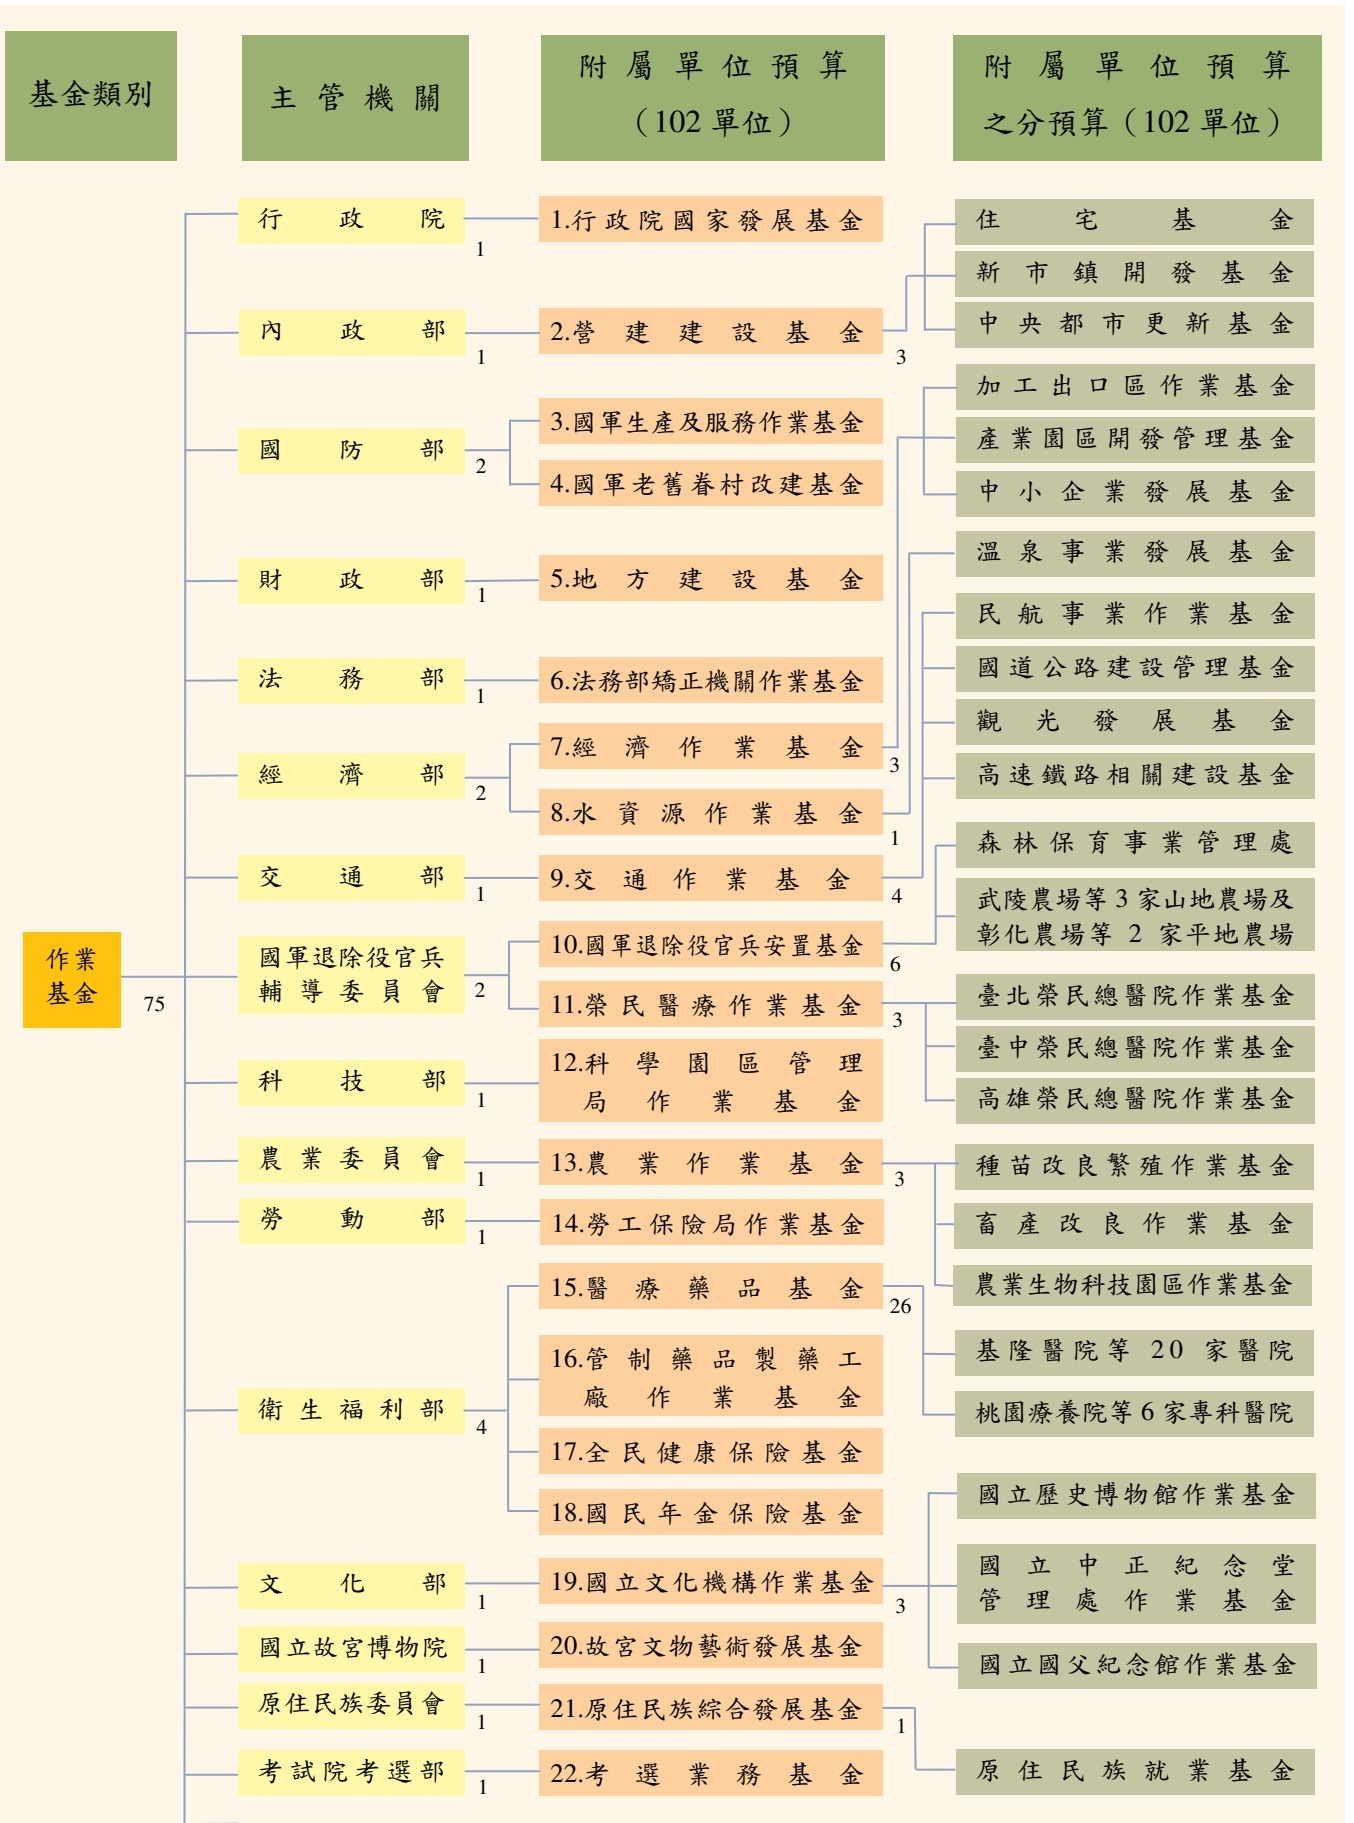 基金類別
主管機關
附屬單位預算
（102 單位）
附屬單位預算
之分預算（102 單位）
作業
基金
75
行政院
1
1.行政院國家發展基金
內政部
1
2.營建建設基金
3
住宅基金
新市鎮開發基金
中央都市更新基金
國防部
2
3.國軍生產及服務作業基金
4.國軍老舊眷村改建基金
財政部
1
5.地方建設基金
法務部
1
6.法務部矯正機關作業基金
經濟部
2
7.經濟作業基金
3
加工出口區作業基金
產業園區開發管理基金
中小企業發展基金
8.水資源作業基金
1
溫泉事業發展基金
交通部
1
9.交通作業基金
4
民航事業作業基金
國道公路建設管理基金
觀光發展基金
高速鐵路相關建設基金
國軍退除役官兵
輔導委員會
2
10.國軍退除役官兵安置基金
6
森林保育事業管理處
武陵農場等 3 家山地農場及
彰化農場等 2 家平地農場
11.榮民醫療作業基金
3
臺北榮民總醫院作業基金
臺中榮民總醫院作業基金
高雄榮民總醫院作業基金
科技部
1
12.科學園區管理
局作業基金
農業委員會
1
13.農業作業基金
3
種苗改良繁殖作業基金
畜產改良作業基金
農業生物科技園區作業基金
勞動部
1
14.勞工保險局作業基金
衛生福利部
4
15.醫療藥品基金
26
基隆醫院等 20 家醫院
桃園療養院等 6 家專科醫院
16.管制藥品製藥工
廠作業基金
17.全民健康保險基金
18.國民年金保險基金
文化部
1
19.國立文化機構作業基金
3
國立歷史博物館作業基金
國立中正紀念堂
管理處作業基金
國立國父紀念館作業基金
國立故宮博物院
1
20.故宮文物藝術發展基金
原住民族委員會
1
21.原住民族綜合發展基金
1
原住民族就業基金
考試院考選部
1
22.考選業務基金